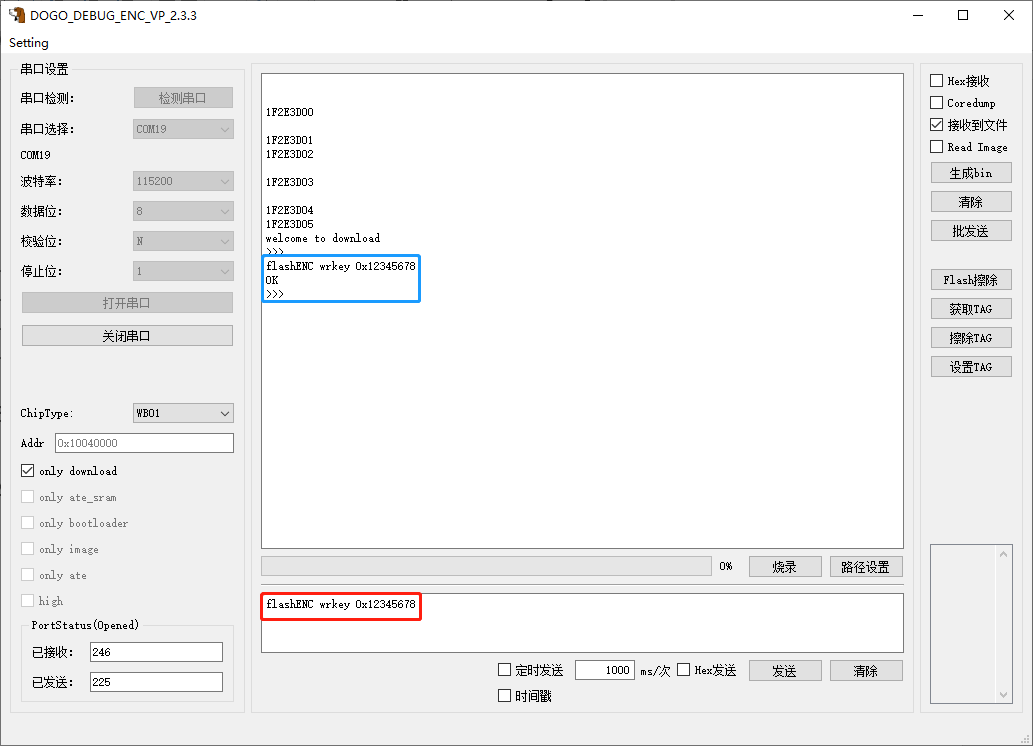 DOGO_DEBUG_ENC_VP_2.3.3
Setting
串口设置
串口检测: 检测串口
串口选择: COM19
COM19
波特率: 115200
数据位: 8
校验位: N
停止位: 1
打开串口
关闭串口
ChipType: WB01
Addr 0x10040000
only download
only ate_sram
only bootloader
only image
only ate
high
PortStatus(Opened)
已接收: 246
已发送: 225
1F2E3D00
1F2E3D01
1F2E3D02
1F2E3D03
1F2E3D04
1F2E3D05
welcome to download
>>>
flashENC wrkey 0x12345678
OK
>>>
0% 烧录 路径设置
flashENC wrkey 0x12345678
定时发送 1000 ms/次 Hex发送 发送 清除
时间戳
Hex接收
Coredump
接收到文件
Read Image
生成bin
清除
批发送
Flash擦除
获取TAG
擦除TAG
设置TAG